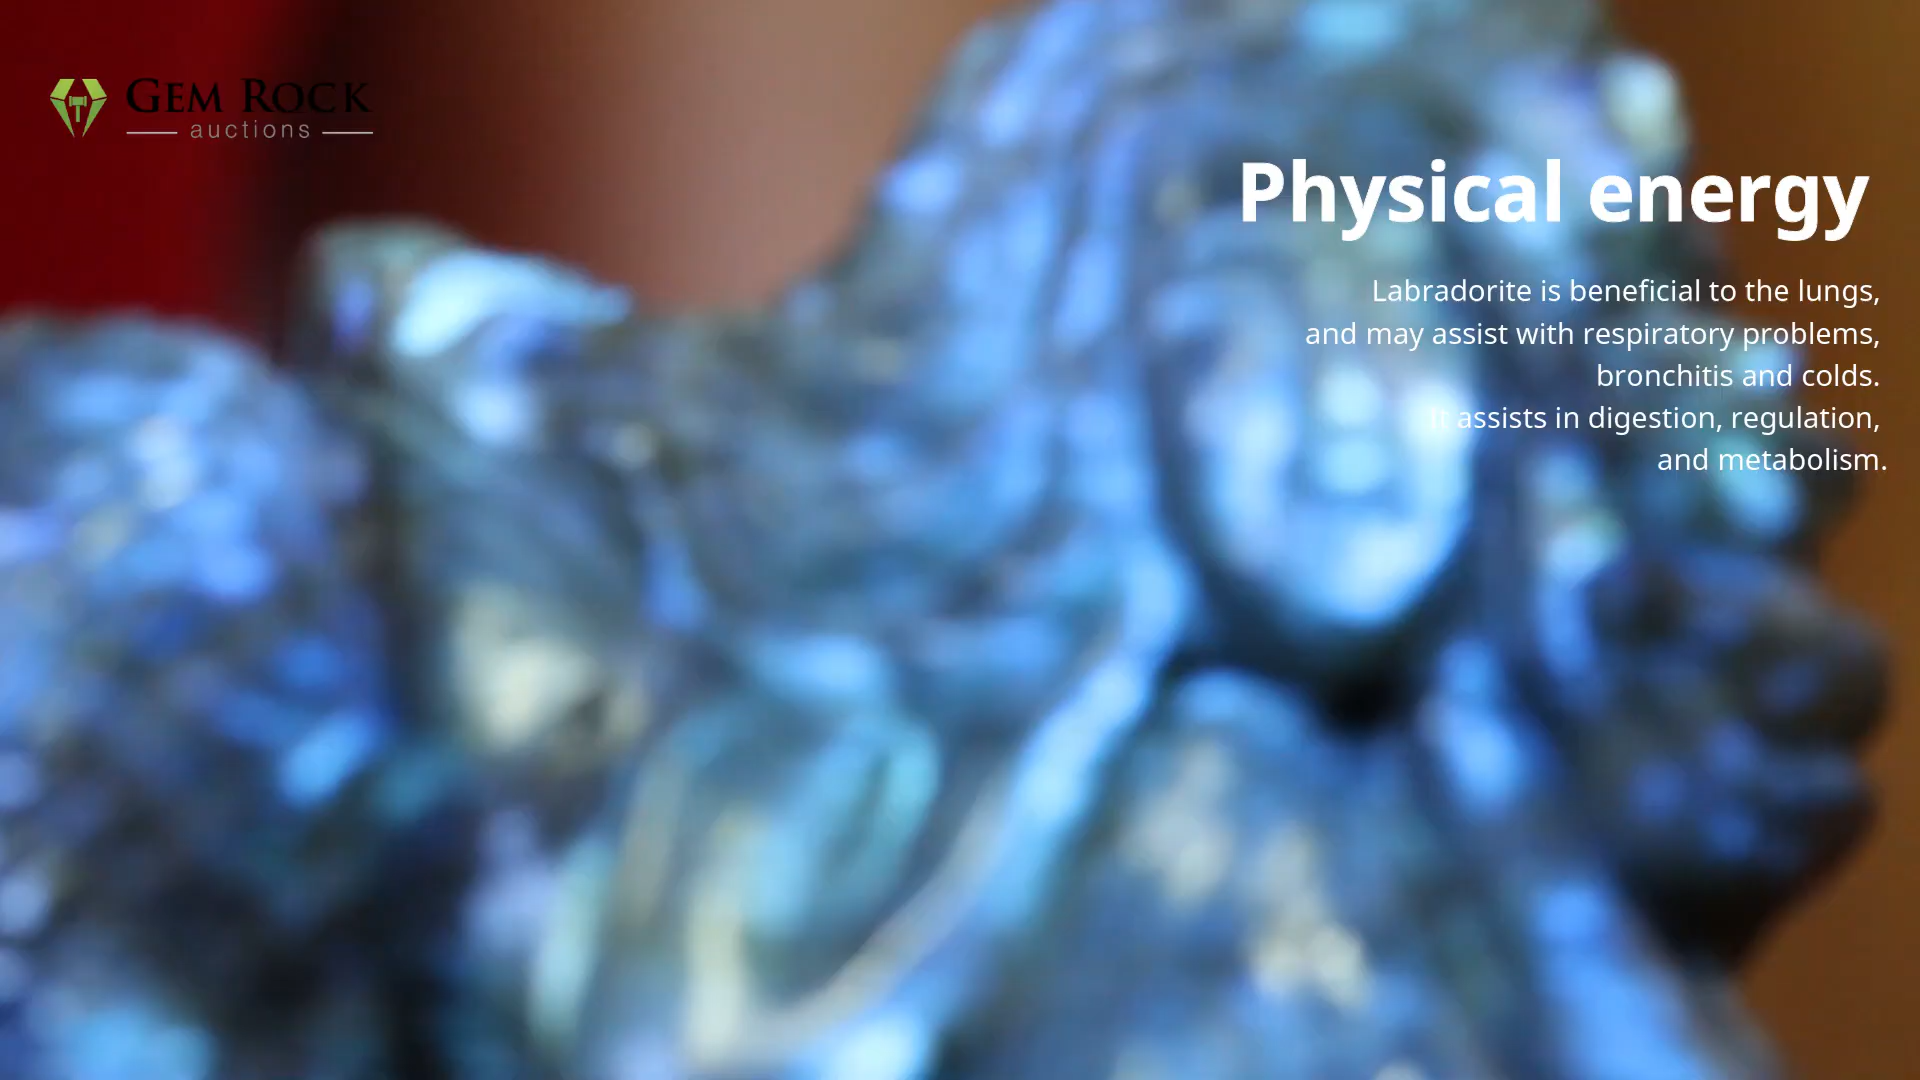 GEM ROCK
auctions
Physical energy
Labradorite is beneficial to the lungs,
and may assist with respiratory problems,
bronchitis and colds.
It assists in digestion, regulation,
and metabolism.